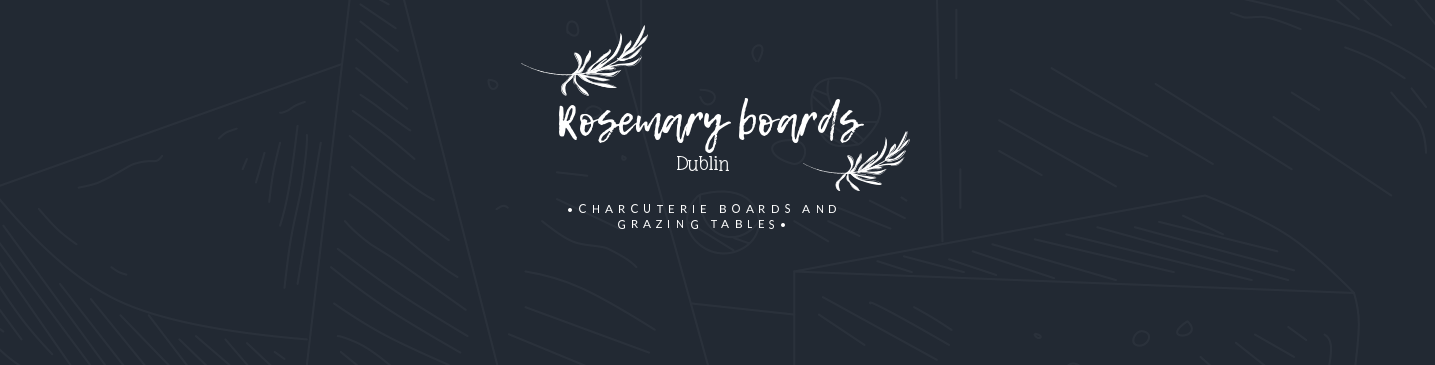 Rosemary boards
Dublin
•CHARCUTERIE BOARDS AND
GRAZING TABLES•